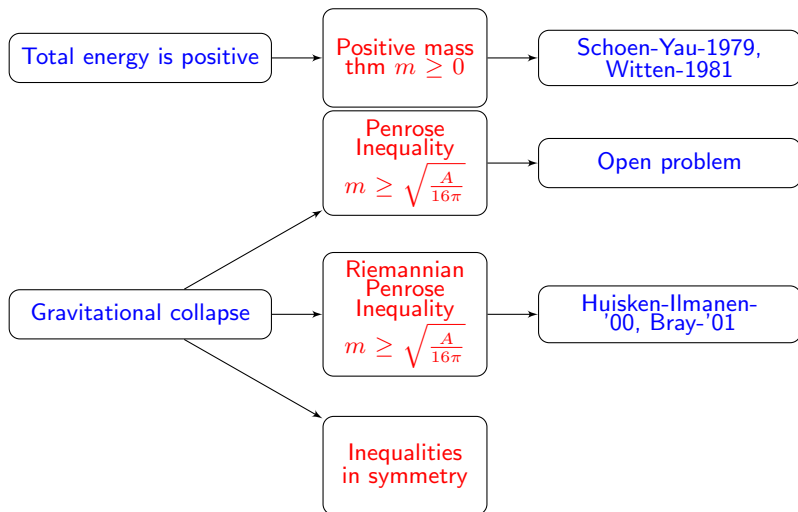 Total energy is positive
Positive mass
thm m ≥ 0
Schoen-Yau-1979,
Witten-1981
Penrose
Inequality
m ≥ √(A/16π)
Open problem
Gravitational collapse
Riemannian
Penrose
Inequality
m ≥ √(A/16π)
Huisken-Ilmanen-
'00, Bray-'01
Inequalities
in symmetry